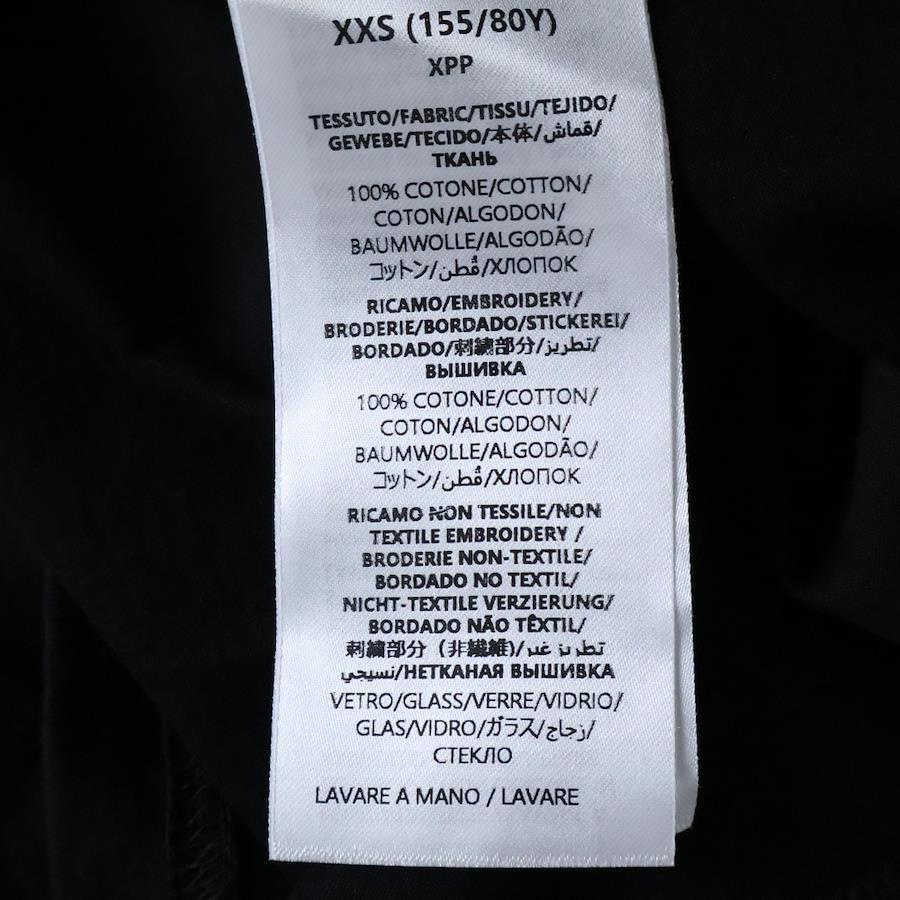 XXS (155/80Y)
XPP
TESSUTO/FABRIC/TISSU/TEJIDO/
GEWEBE/TECIDO/本体/قماش/
ТКАНЬ
100% COTONE/COTTON/
COTON/ALGODON/
BAUMWOLLE/ALGODÃO/
コットン/قُطن/ХЛОПОК
RICAMO/EMBROIDERY/
BRODERIE/BORDADO/STICKEREI/
BORDADO/刺繍部分/تطريز/
ВЫШИВКА
100% COTONE/COTTON/
COTON/ALGODON/
BAUMWOLLE/ALGODÃO/
コットン/قُطن/ХЛОПОК
RICAMO NON TESSILE/NON
TEXTILE EMBROIDERY /
BRODERIE NON-TEXTILE/
BORDADO NO TEXTIL/
NICHT-TEXTILE VERZIERUNG/
BORDADO NÃO TÊXTIL/
刺繍部分（非繊維)/تطريز غير
نسيجي/НЕТКАНАЯ ВЫШИВКА
VETRO/GLASS/VERRE/VIDRIO/
GLAS/VIDRO/ガラス/زجاج/
СТЕКЛО
LAVARE A MANO / LAVARE